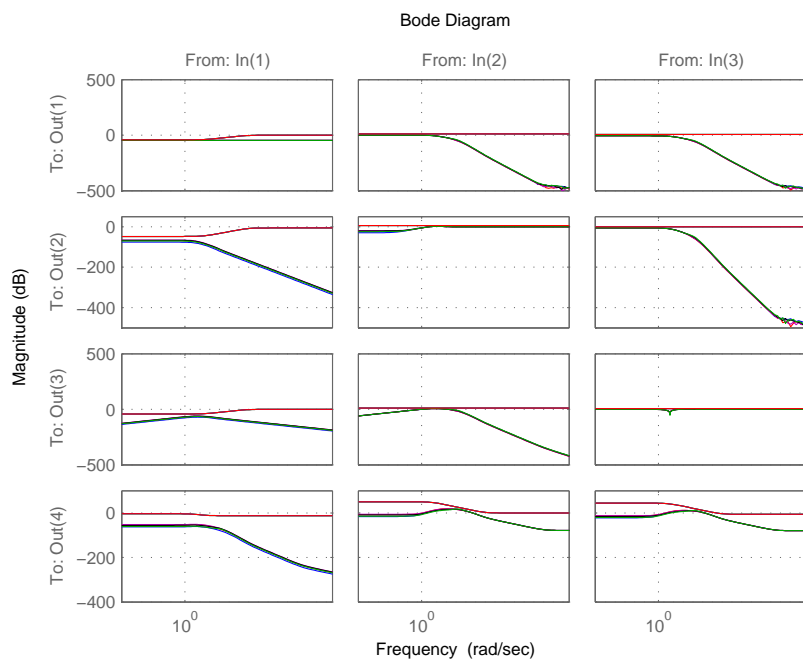 Bode Diagram
From: In(1)
From: In(2)
From: In(3)
To: Out(1)
500
0
−500
To: Out(2)
0
−200
−400
To: Out(3)
500
0
−500
To: Out(4)
0
−200
−400
10^0
10^0
10^0
Magnitude (dB)
Frequency (rad/sec)